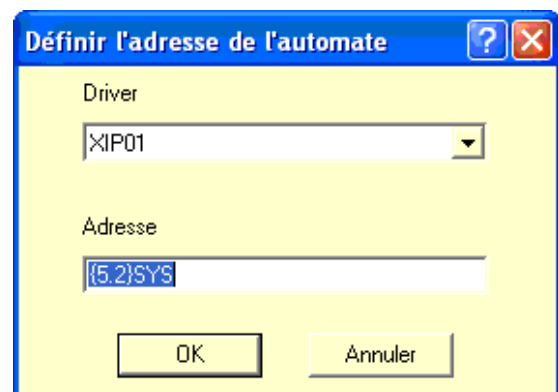 Définir l'adresse de l'automate
Driver
XIP01
Adresse
{5.2}SYS
OK Annuler